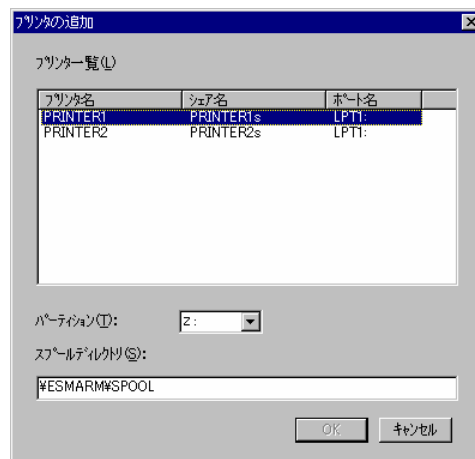 ﾌﾟﾘﾝﾀの追加
ﾌﾟﾘﾝﾀ一覧(L)
ﾌﾟﾘﾝﾀ名 ｼｪｱ名 ﾎﾟｰﾄ名
PRINTER1 PRINTER1s LPT1:
PRINTER2 PRINTER2s LPT1:
ﾊﾟｰﾃｨｼｮﾝ(T): Z:
ｽﾌﾟｰﾙﾃﾞｨﾚｸﾄﾘ(S):
¥ESMARM¥SPOOL
OK ｷｬﾝｾﾙ